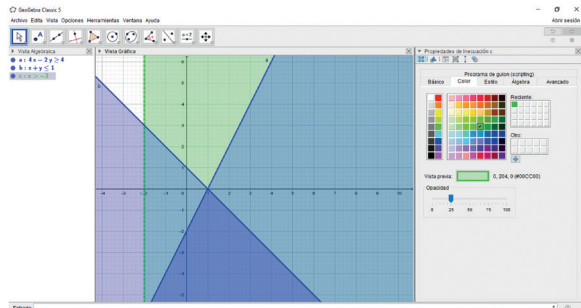 GeoGebra Classic 5
Archivo Edita Vista Opciones Herramientas Ventana Ayuda
Abrir sesión
Vista Algebraica
Vista Gráfica
Propiedades de Inecuación c
a : 4x − 2y ≥ 4
b : x + y ≤ 1
c : x > −2
Programa de guion (scripting)
Básico Color Estilo Álgebra Avanzado
Reciente:
Otro:
Vista previa: 0, 204, 0 (#00CC00)
Opacidad
0 25 50 75 100
Entrada: